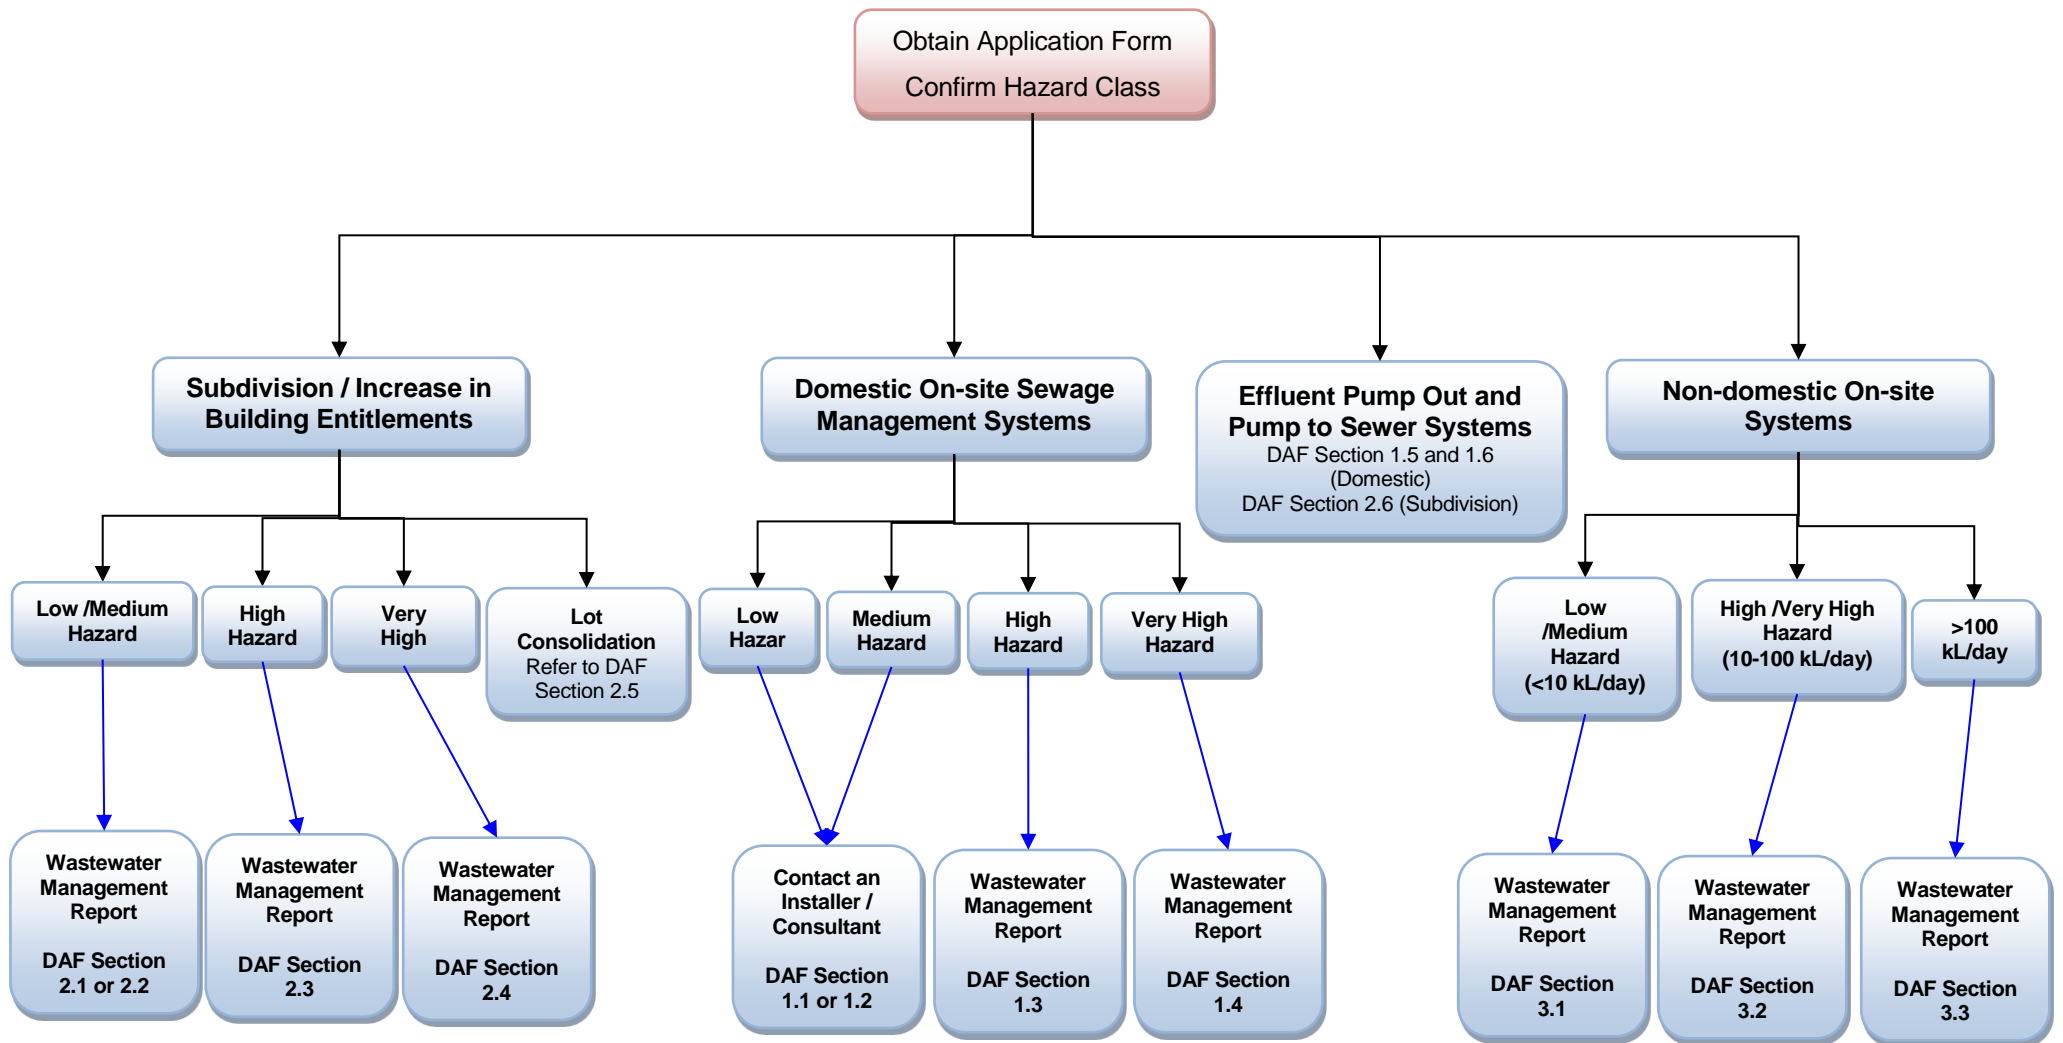 Obtain Application Form
Confirm Hazard Class
Subdivision / Increase in
Building Entitlements
Domestic On-site Sewage
Management Systems
Effluent Pump Out and
Pump to Sewer Systems
DAF Section 1.5 and 1.6
(Domestic)
DAF Section 2.6 (Subdivision)
Non-domestic On-site
Systems
Low /Medium
Hazard
High
Hazard
Very
High
Lot
Consolidation
Refer to DAF
Section 2.5
Low
Hazar
Medium
Hazard
High
Hazard
Very High
Hazard
Low
/Medium
Hazard
(<10 kL/day)
High /Very High
Hazard
(10-100 kL/day)
>100
kL/day
Wastewater
Management
Report
DAF Section
2.1 or 2.2
Wastewater
Management
Report
DAF Section
2.3
Wastewater
Management
Report
DAF Section
2.4
Contact an
Installer /
Consultant
DAF Section
1.1 or 1.2
Wastewater
Management
Report
DAF Section
1.3
Wastewater
Management
Report
DAF Section
1.4
Wastewater
Management
Report
DAF Section
3.1
Wastewater
Management
Report
DAF Section
3.2
Wastewater
Management
Report
DAF Section
3.3